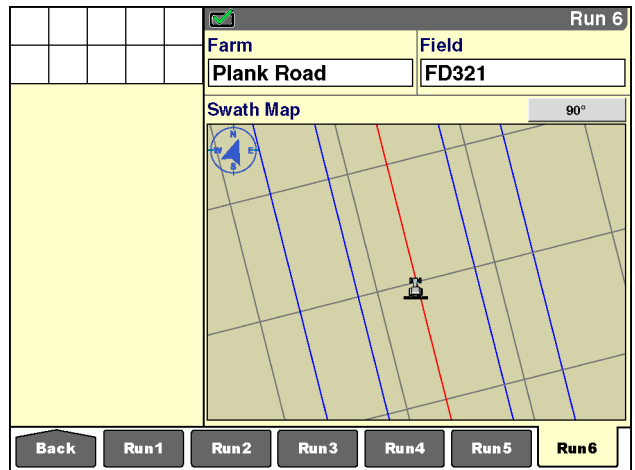 Run 6
Farm
Field
Plank Road
FD321
Swath Map
90°
N
W
E
S
Back
Run1
Run2
Run3
Run4
Run5
Run6